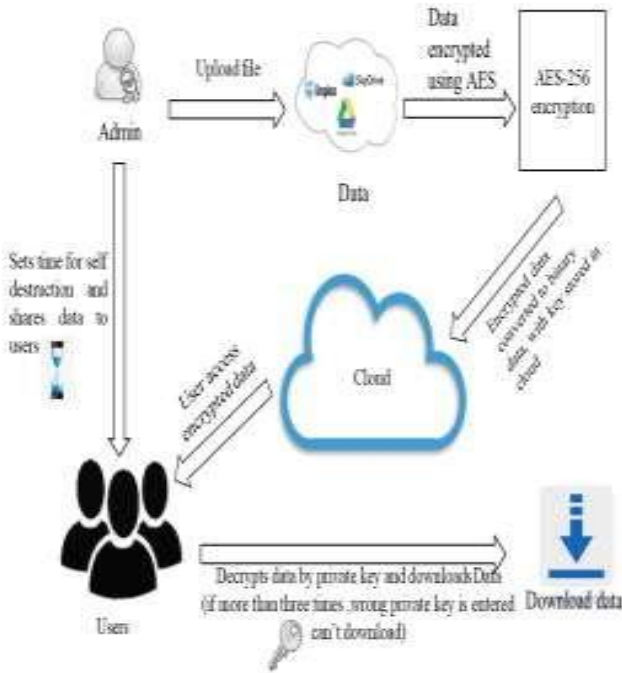 Upload file
Data
encrypted
using AES
AES-256
encryption
Dropbox
SkyDrive
Admin
Data
Sets time for self
destruction and
shares data to
users
Encrypted data
converted to binary
data, with key stored in
cloud
Cloud
User access
encrypted data
Users
Decrypts data by private key and downloads Data
(if more than three times ,wrong private key is entered
can't download)
Download data